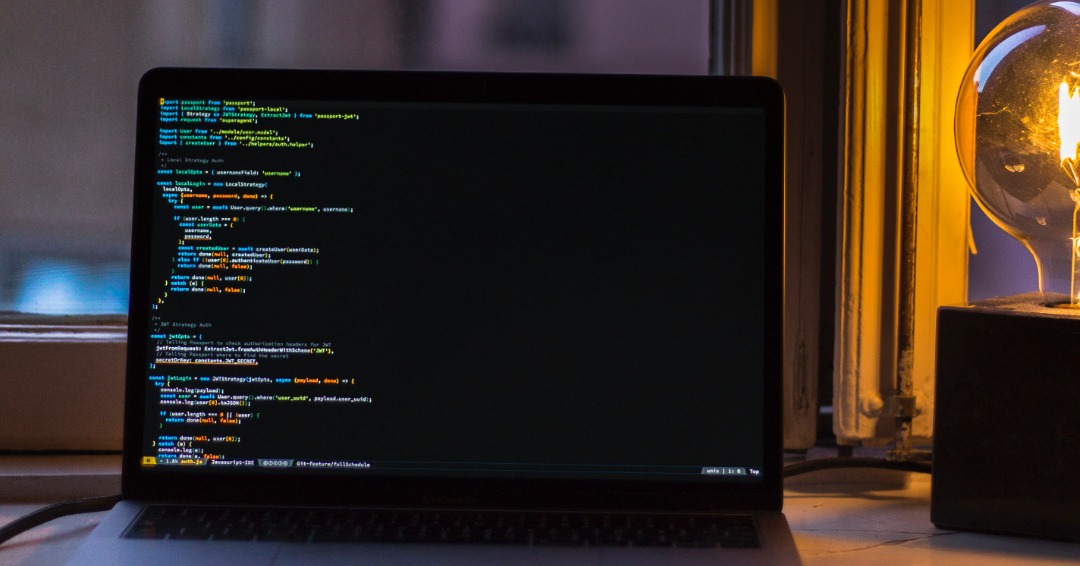 import passport from 'passport';
import LocalStrategy from 'passport-local';
import { Strategy as JWTStrategy, ExtractJwt } from 'passport-jwt';
import request from 'superagent';
import User from '../models/user.model';
import constants from '../config/constants';
import { createUser } from '../helpers/auth.helper';
/**
* Local Strategy Auth
*/
const localOpts = { usernameField: 'username' };
const localLogin = new LocalStrategy(
localOpts,
async (username, password, done) => {
try {
const user = await User.query().where('username', username);
if (user.length === 0) {
const userData = {
username,
password,
};
const createdUser = await createUser(userData);
return done(null, createdUser);
} else if (!user[0].authenticateUser(password)) {
return done(null, false);
}
return done(null, user[0]);
} catch (e) {
return done(null, false);
}
},
);
/**
* JWT Strategy Auth
*/
const jwtOpts = {
// Telling Passport to check authorization headers for JWT
jwtFromRequest: ExtractJwt.fromAuthHeaderWithScheme('JWT'),
// Telling Passport where to find the secret
secretOrKey: constants.JWT_SECRET,
};
const jwtLogin = new JWTStrategy(jwtOpts, async (payload, done) => {
try {
console.log(payload);
const user = await User.query().where('user_uuid', payload.user_uuid);
console.log(user[0].toJSON());
if (user.length === 0 || !user) {
return done(null, false);
}
return done(null, user[0]);
} catch (e) {
console.log(e);
return done(e, false);
1.8k auth.js Javascript-IDE Git-feature/fullSchedule unix | 1: 0 Top